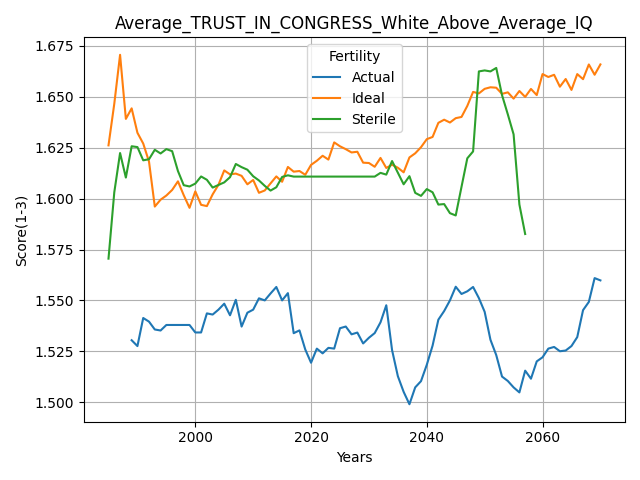 Average_TRUST_IN_CONGRESS_White_Above_Average_IQ
Fertility
Actual
Ideal
Sterile
Score(1-3)
1.675
1.650
1.625
1.600
1.575
1.550
1.525
1.500
2000 2020 2040 2060
Years